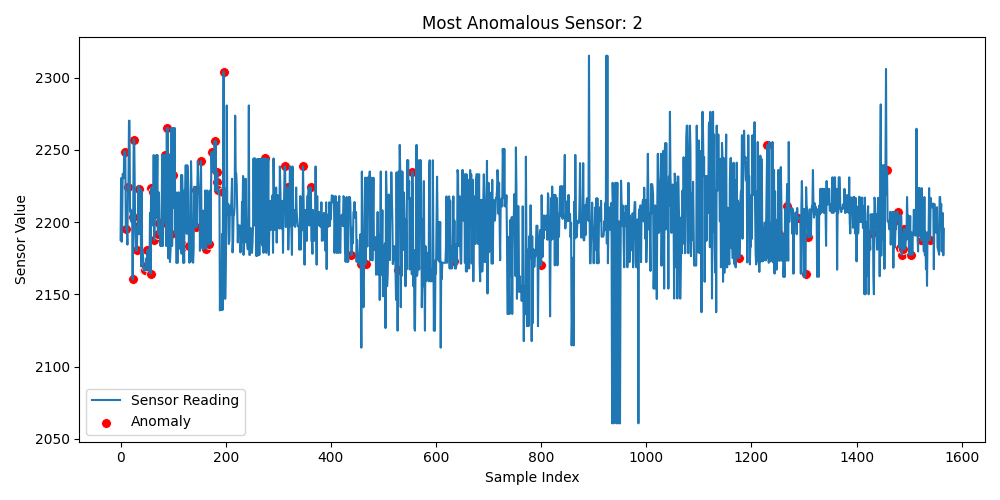 Most Anomalous Sensor: 2
Sensor Value
2300
2250
2200
2150
2100
2050
Sensor Reading
Anomaly
0 200 400 600 800 1000 1200 1400 1600
Sample Index